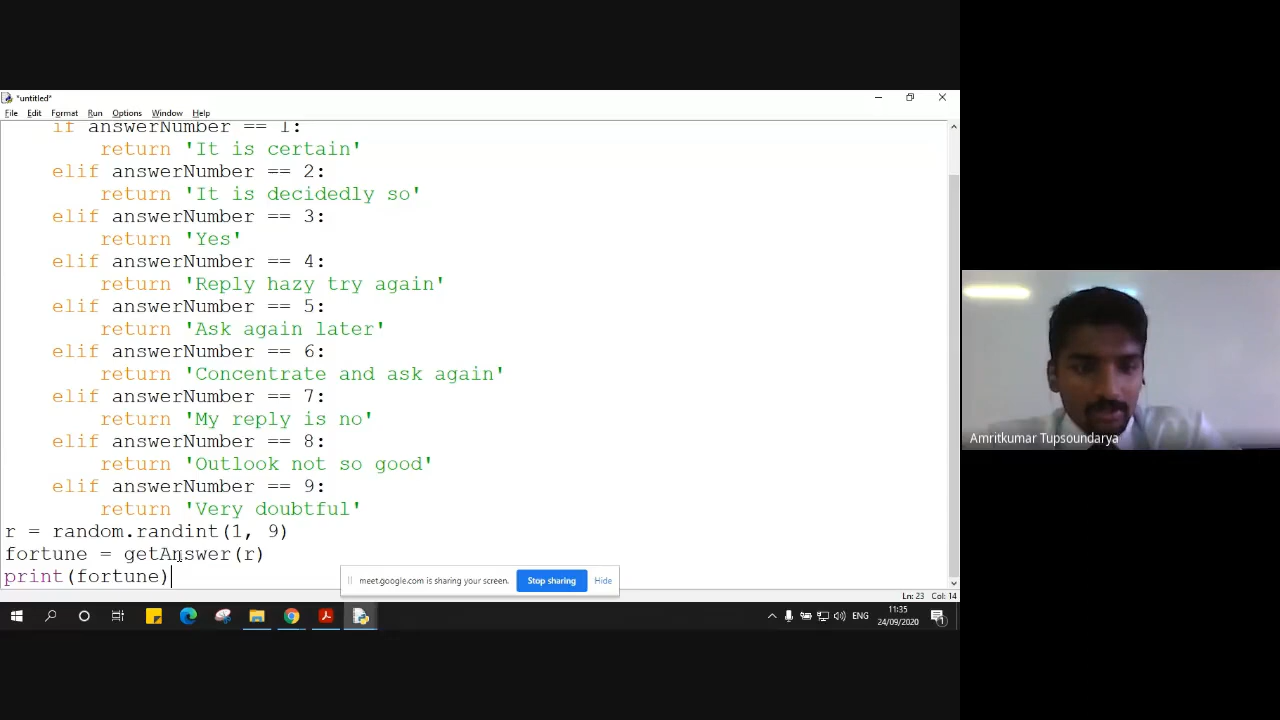 *untitled*
File Edit Format Run Options Window Help
if answerNumber == 1:
return 'It is certain'
elif answerNumber == 2:
return 'It is decidedly so'
elif answerNumber == 3:
return 'Yes'
elif answerNumber == 4:
return 'Reply hazy try again'
elif answerNumber == 5:
return 'Ask again later'
elif answerNumber == 6:
return 'Concentrate and ask again'
elif answerNumber == 7:
return 'My reply is no'
elif answerNumber == 8:
return 'Outlook not so good'
elif answerNumber == 9:
return 'Very doubtful'
r = random.randint(1, 9)
fortune = getAnswer(r)
print(fortune)
meet.google.com is sharing your screen. Stop sharing Hide
Ln: 23 Col: 14
ENG
11:35
24/09/2020
1
Amritkumar Tupsoundarya